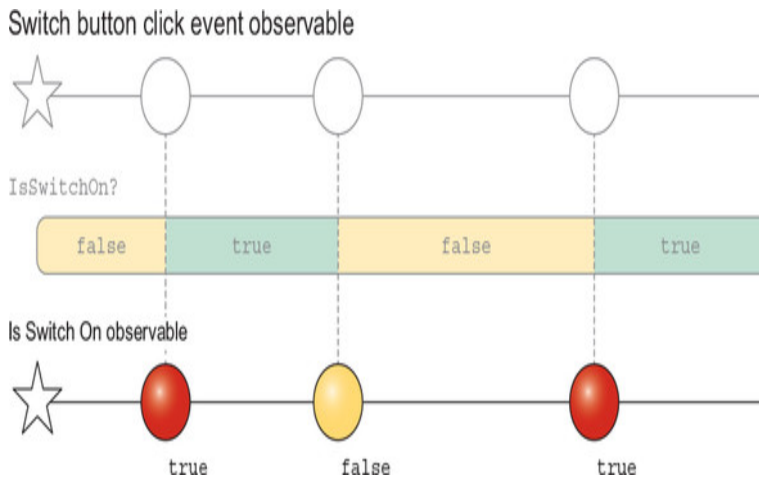 Switch button click event observable
IsSwitchOn?
false true false true
Is Switch On observable
true false true